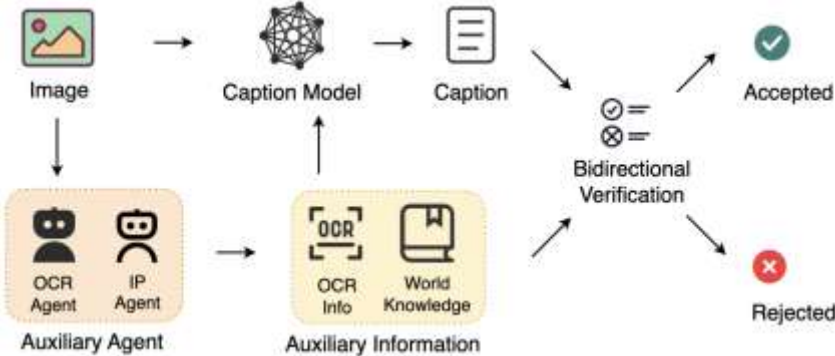 Image
Caption Model
Caption
Accepted
Bidirectional
Verification
OCR
Agent
IP
Agent
OCR
OCR
Info
World
Knowledge
Rejected
Auxiliary Agent
Auxiliary Information